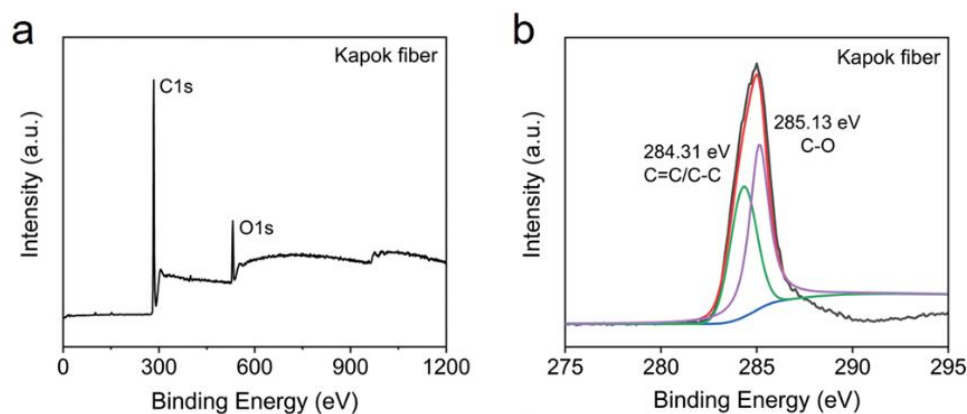 a
Kapok fiber
C1s
O1s
Intensity (a.u.)
0 300 600 900 1200
Binding Energy (eV)
b
Kapok fiber
285.13 eV
C-O
284.31 eV
C=C/C-C
Intensity (a.u.)
275 280 285 290 295
Binding Energy (eV)